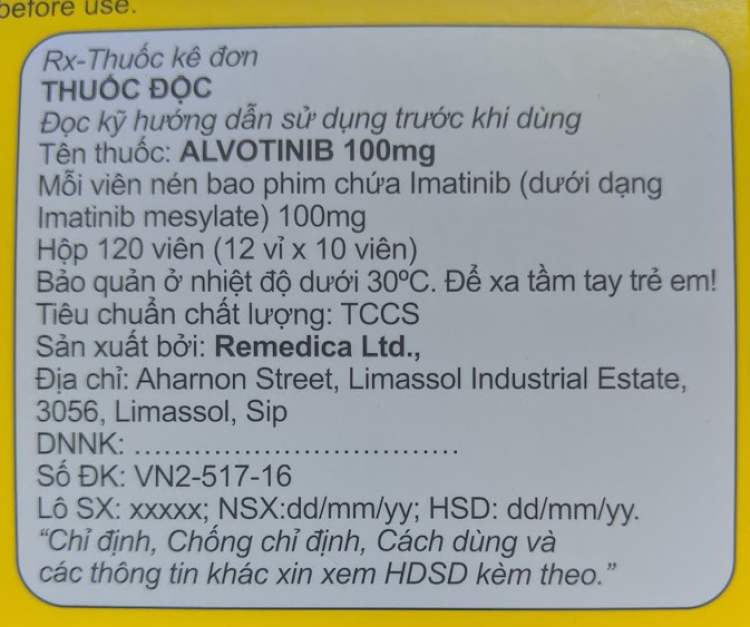 before use.
Rx-Thuốc kê đơn
THUỐC ĐỘC
Đọc kỹ hướng dẫn sử dụng trước khi dùng
Tên thuốc: ALVOTINIB 100mg
Mỗi viên nén bao phim chứa Imatinib (dưới dạng
Imatinib mesylate) 100mg
Hộp 120 viên (12 vỉ x 10 viên)
Bảo quản ở nhiệt độ dưới 30ºC. Để xa tầm tay trẻ em!
Tiêu chuẩn chất lượng: TCCS
Sản xuất bởi: Remedica Ltd.,
Địa chỉ: Aharnon Street, Limassol Industrial Estate,
3056, Limassol, Sip
DNNK: .................................
Số ĐK: VN2-517-16
Lô SX: xxxxx; NSX:dd/mm/yy; HSD: dd/mm/yy.
“Chỉ định, Chống chỉ định, Cách dùng và
các thông tin khác xin xem HDSD kèm theo.”